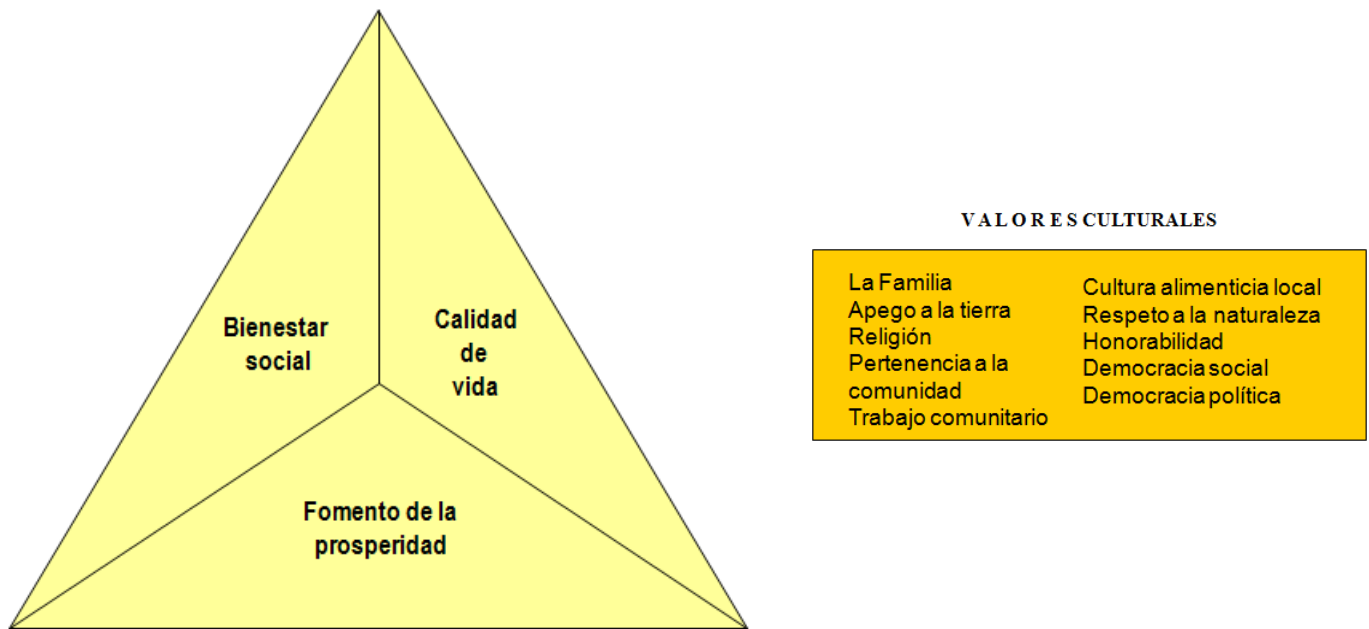 Bienestar
social
Calidad
de
vida
Fomento de la
prosperidad
V A L O R E S CULTURALES
La Familia
Apego a la tierra
Religión
Pertenencia a la
comunidad
Trabajo comunitario
Cultura alimenticia local
Respeto a la naturaleza
Honorabilidad
Democracia social
Democracia política